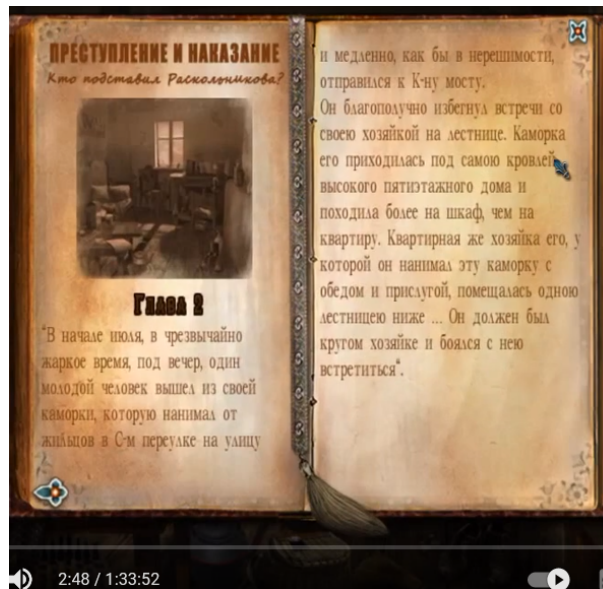 ПРЕСТУПЛЕНИЕ И НАКАЗАНИЕ
Кто подставил Раскольникова?
Глава 2
"В начале июля, в чрезвычайно
жаркое время, под вечер, один
молодой человек вышел из своей
каморки, которую нанимал от
жильцов в С-м переулке на улицу
и медленно, как бы в нерешимости,
отправился к К-ну мосту.
Он благополучно избегнул встречи со
своею хозяйкой на лестнице. Каморка
его приходилась под самою кровлей
высокого пятиэтажного дома и
походила более на шкаф, чем на
квартиру. Квартирная же хозяйка его, у
которой он нанимал эту каморку с
обедом и прислугой, помещалась одною
лестницею ниже ... Он должен был
кругом хозяйке и боялся с нею
встретиться".
2:48 / 1:33:52